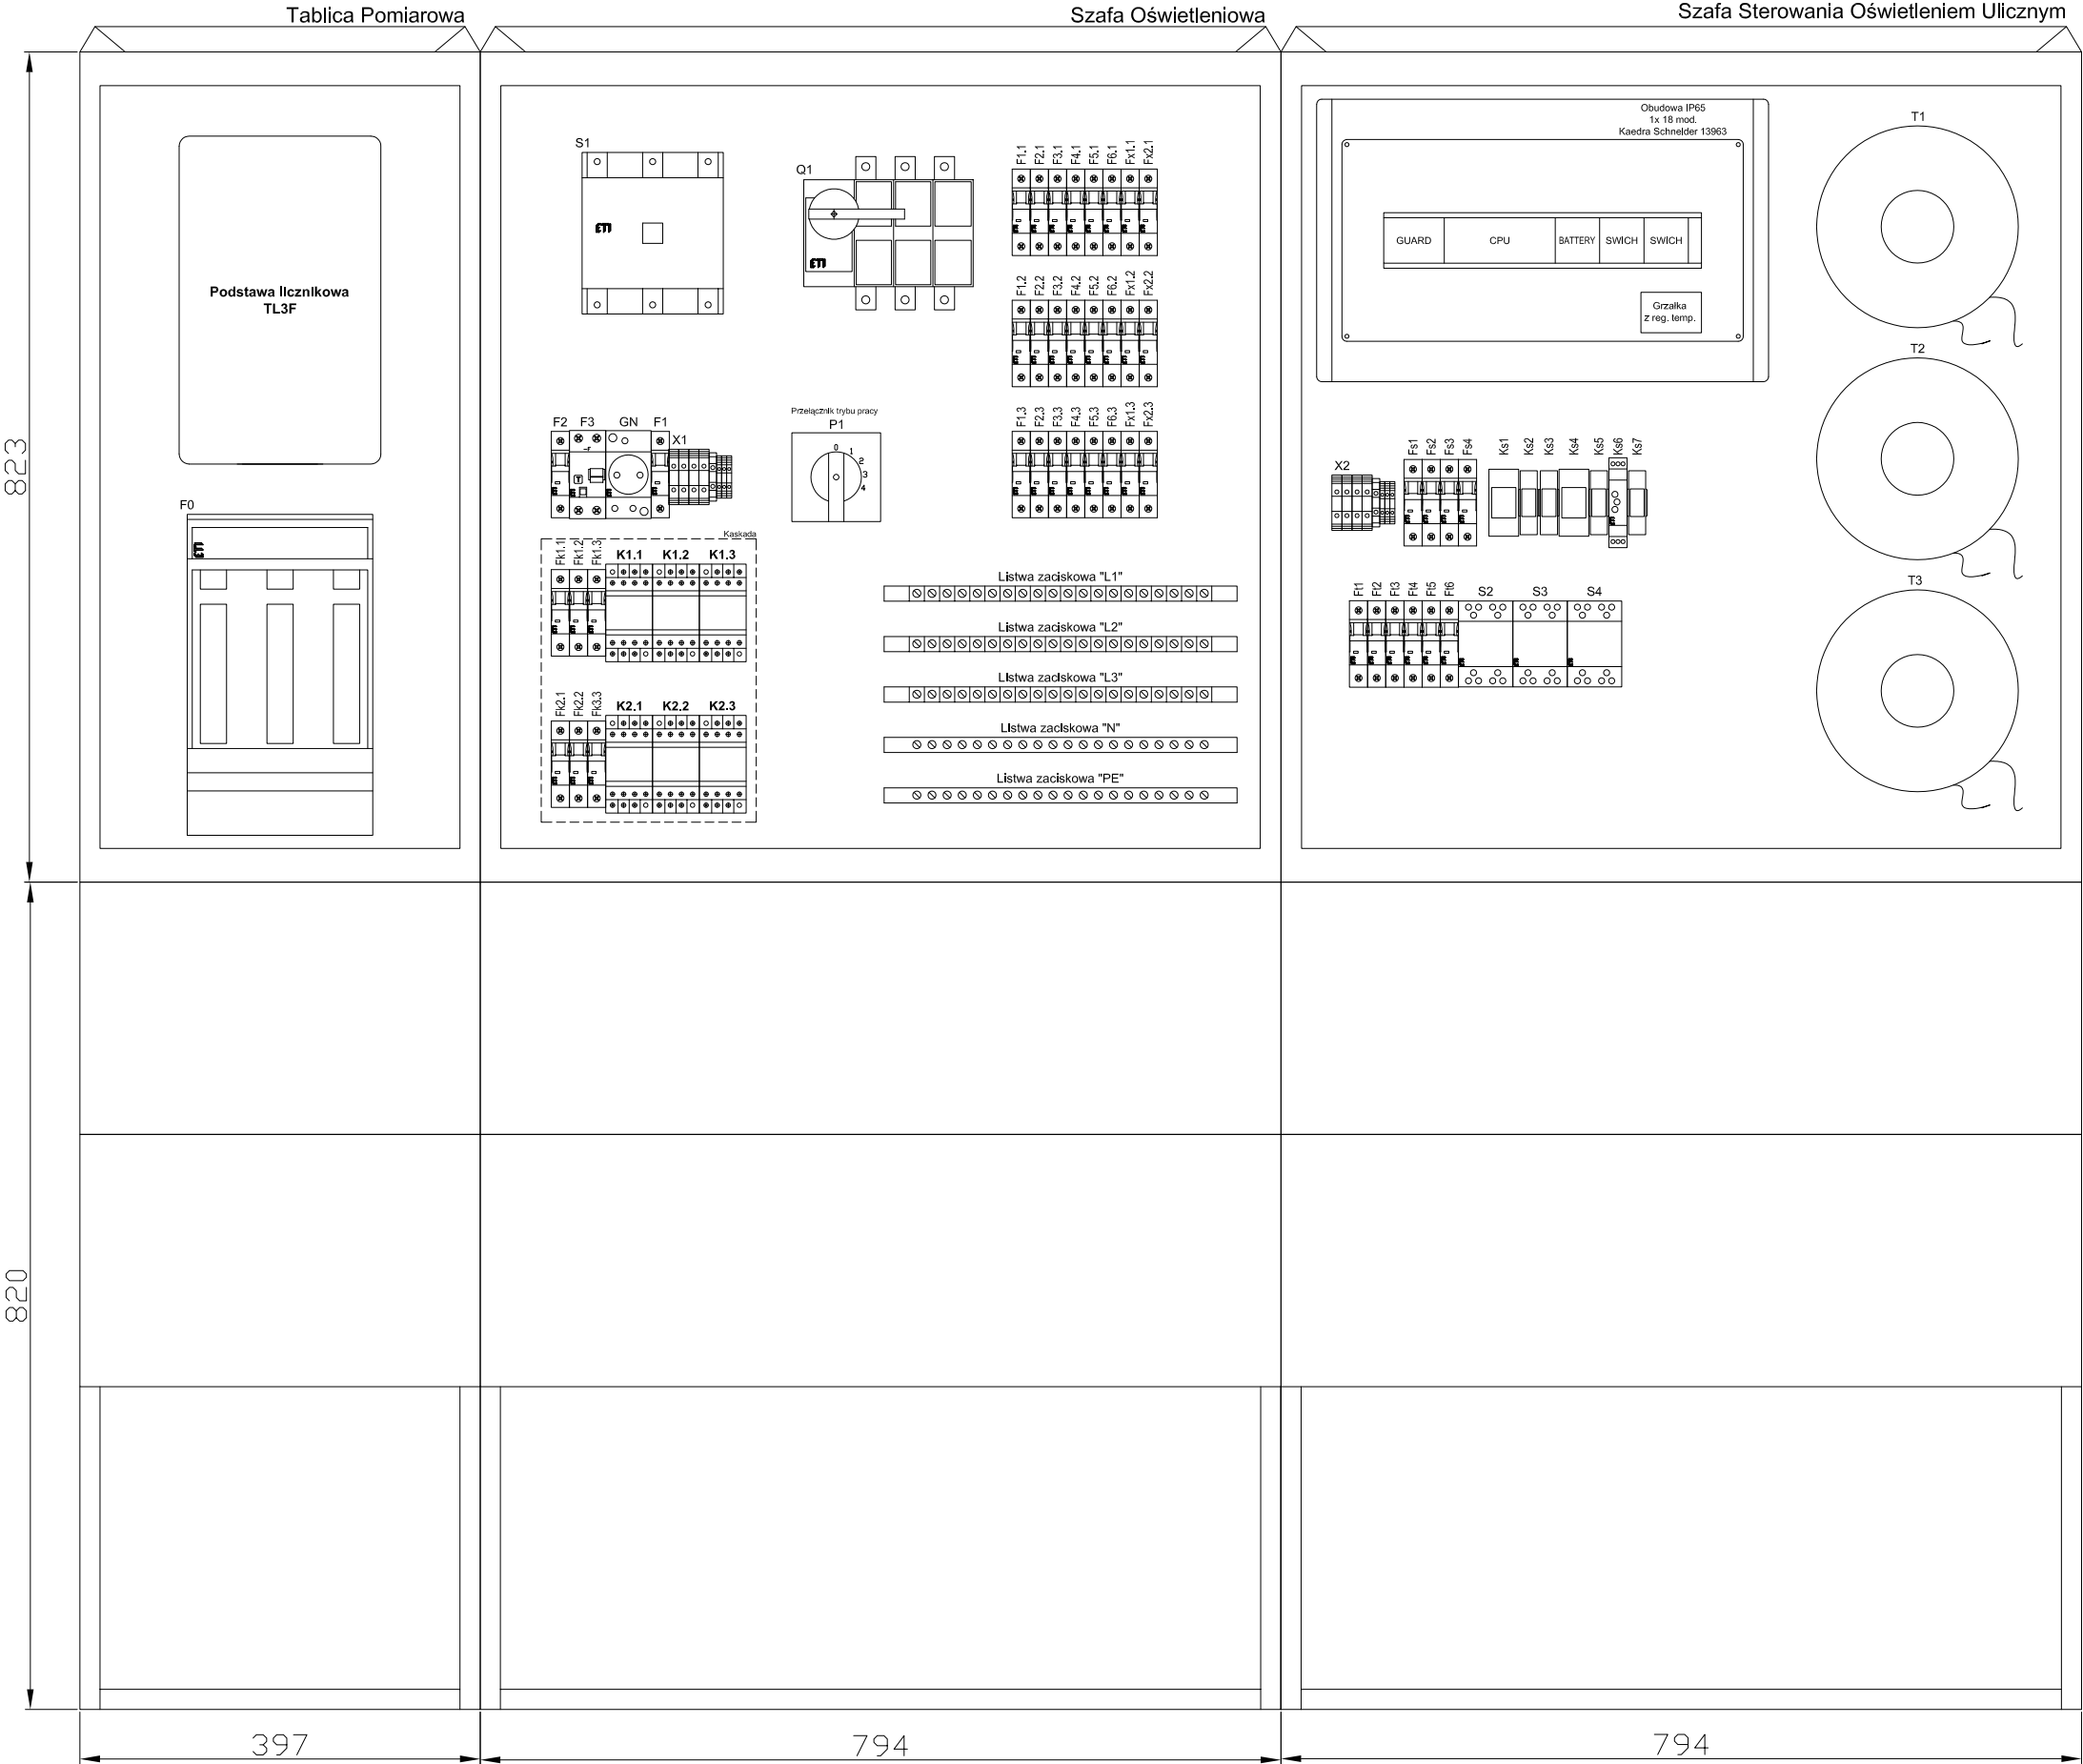 Tablica Pomiarowa
Szafa Oświetleniowa
Szafa Sterowania Oświetleniem Ulicznym
Podstawa licznikowa
TL3F
F0
S1
ETI
Q1
ETI
F1.1 F2.1 F3.1 F4.1 F5.1 F6.1 Fx1.1 Fx2.1
F1.2 F2.2 F3.2 F4.2 F5.2 F6.2 Fx1.2 Fx2.2
F1.3 F2.3 F3.3 F4.3 F5.3 F6.3 Fx1.3 Fx2.3
F2 F3 GN F1 X1
Przełącznik trybu pracy
P1
0 1 2 3 4
Kaskada
Fk1.1 Fk1.2 Fk1.3 K1.1 K1.2 K1.3
Fk2.1 Fk2.2 Fk3.3 K2.1 K2.2 K2.3
Listwa zaciskowa "L1"
Listwa zaciskowa "L2"
Listwa zaciskowa "L3"
Listwa zaciskowa "N"
Listwa zaciskowa "PE"
Obudowa IP65
1x 18 mod.
Kaedra Schnelder 13963
GUARD CPU BATTERY SWICH SWICH
Grzałka
z reg. temp.
T1
T2
T3
X2 Fs1 Fs2 Fs3 Fs4 Ks1 Ks2 Ks3 Ks4 Ks5 Ks6 Ks7
Ft1 Ft2 Ft3 Ft4 Ft5 Ft6 S2 S3 S4
823
820
397
794
794